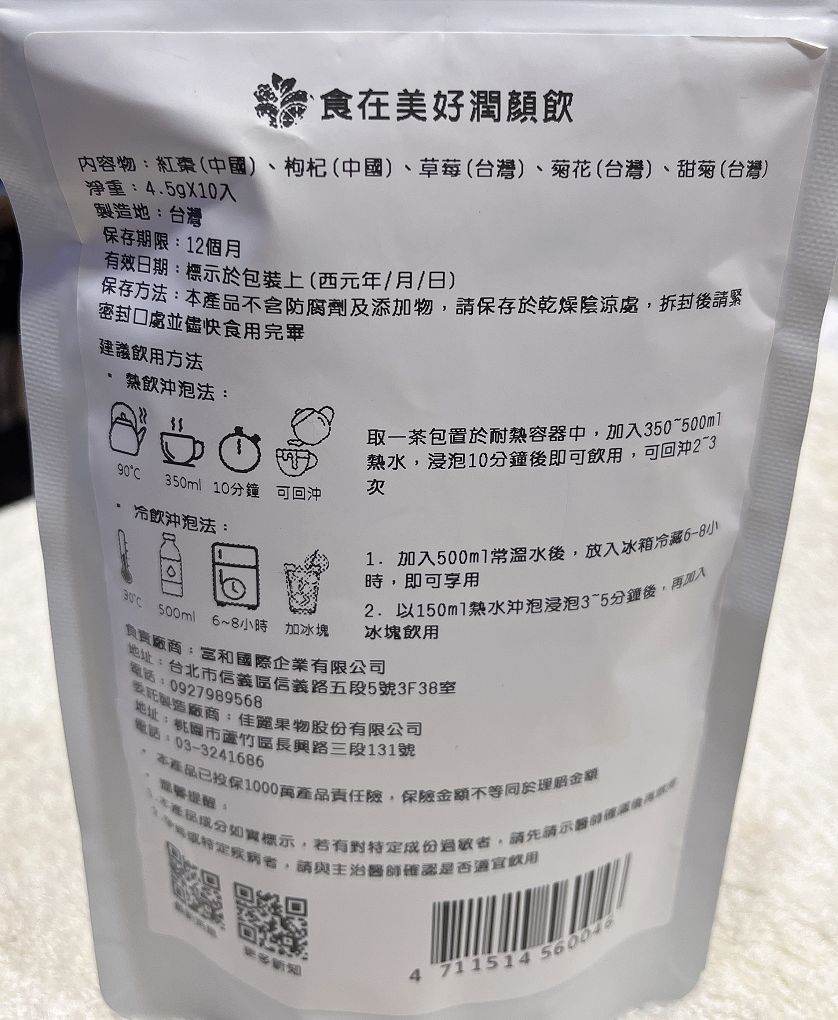 食在美好潤顏飲
內容物：紅棗(中國)、枸杞(中國)、草莓(台灣)、菊花(台灣)、甜菊(台灣)
淨重：4.5gX10入
製造地：台灣
保存期限：12個月
有效日期：標示於包裝上(西元年/月/日)
保存方法：本產品不含防腐劑及添加物，請保存於乾燥陰涼處，拆封後請緊
密封口處並儘快食用完畢
建議飲用方法
· 熱飲沖泡法：
90°C 350ml 10分鐘 可回沖
取一茶包置於耐熱容器中，加入350~500ml
熱水，浸泡10分鐘後即可飲用，可回沖2~3
次
· 冷飲沖泡法：
30°C 500ml 6~8小時 加冰塊
1. 加入500ml常溫水後，放入冰箱冷藏6-8小
時，即可享用
2. 以150ml熱水沖泡浸泡3~5分鐘後，再加入
冰塊飲用
負責廠商：富和國際企業有限公司
地址：台北市信義區信義路五段5號3F38室
電話：0927989568
委託製造廠商：佳麗果物股份有限公司
地址：桃園市蘆竹區長興路三段131號
電話：03-3241686
· 本產品已投保1000萬產品責任險，保險金額不等同於理賠金額
· 溫馨提醒：
1.本產品成分如實標示，若有對特定成份過敏者，請先請示醫師確認後再飲用
2.孕婦或特定疾病者，請與主治醫師確認是否適宜飲用
更多新知
4 711514 560046